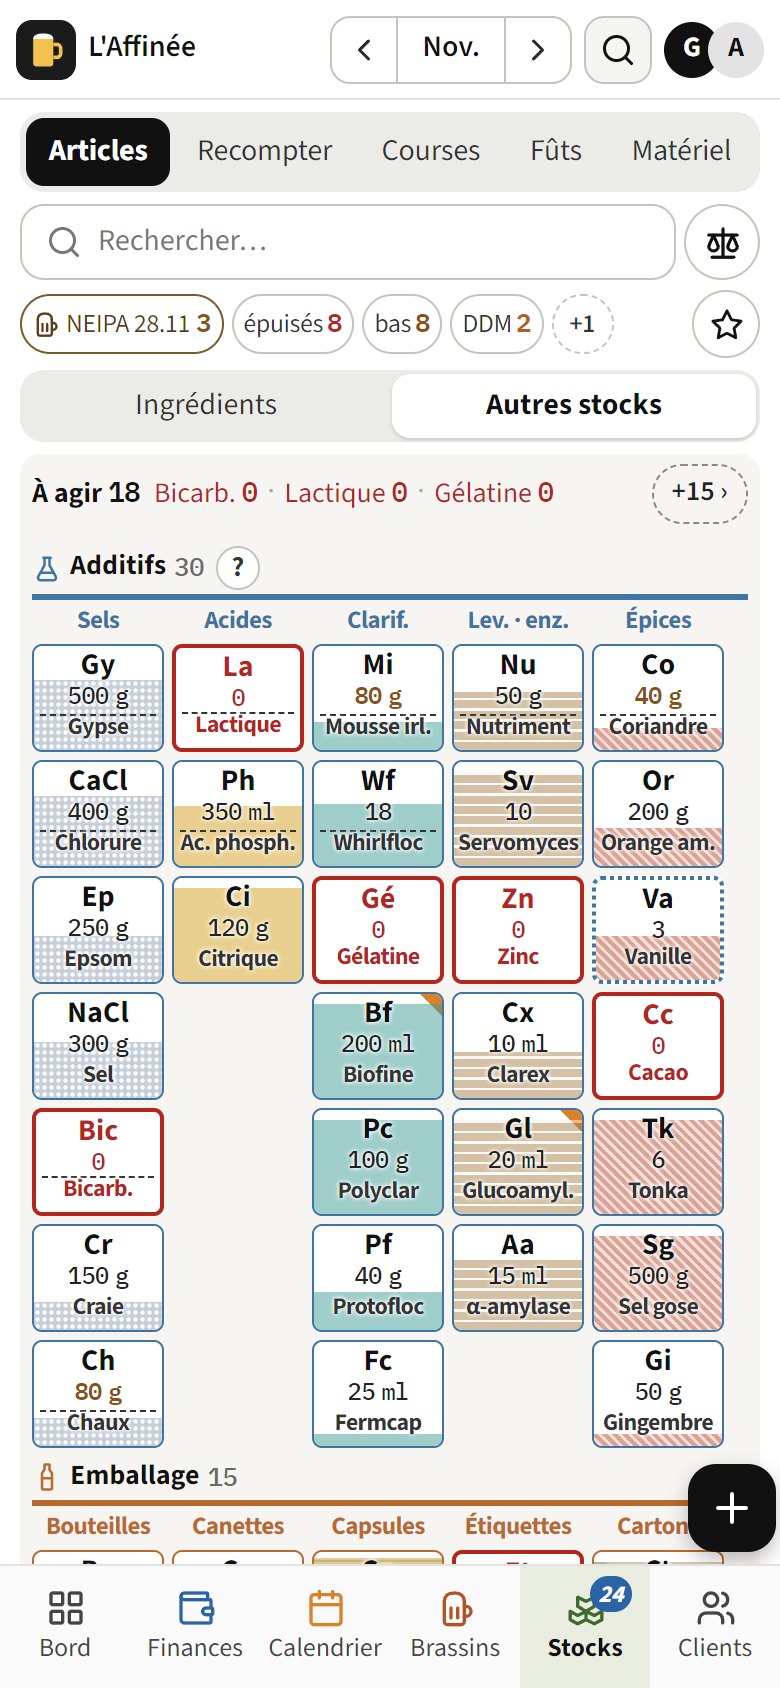 L'Affinée
Nov.
G A
Articles Recompter Courses Fûts Matériel
Rechercher…
NEIPA 28.11 3 épuisés 8 bas 8 DDM 2 +1
Ingrédients Autres stocks
À agir 18 Bicarb. 0 · Lactique 0 · Gélatine 0 +15 ›
Additifs 30 ?
Sels Acides Clarif. Lev. · enz. Épices
Gy La Mi Nu Co
500 g 0 80 g 50 g 40 g
Gypse Lactique Mousse irl. Nutriment Coriandre
CaCl Ph Wf Sv Or
400 g 350 ml 18 10 200 g
Chlorure Ac. phosph. Whirlfloc Servomyces Orange am.
Ep Ci Gé Zn Va
250 g 120 g 0 0 3
Epsom Citrique Gélatine Zinc Vanille
NaCl Bf Cx Cc
300 g 200 ml 10 ml 0
Sel Biofine Clarex Cacao
Bic Pc Gl Tk
0 100 g 20 ml 6
Bicarb. Polyclar Glucoamyl. Tonka
Cr Pf Aa Sg
150 g 40 g 15 ml 500 g
Craie Protofloc α-amylase Sel gose
Ch Fc Gi
80 g 25 ml 50 g
Chaux Fermcap Gingembre
Emballage 15
Bouteilles Canettes Capsules Étiquettes Carton
24
Bord Finances Calendrier Brassins Stocks Clients